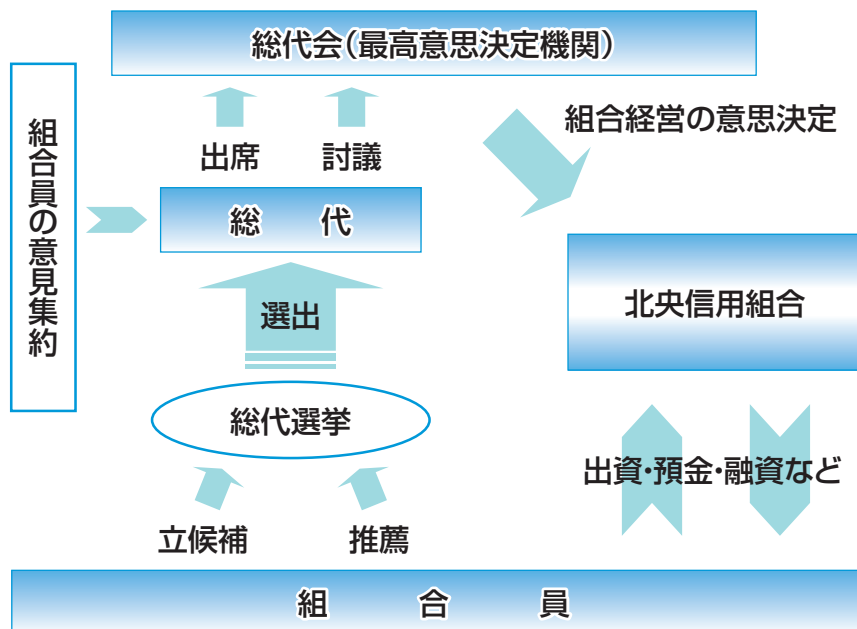 総代会(最高意思決定機関)
組合経営の意思決定
出席
討議
組合員の意見集約
総代
北央信用組合
選出
総代選挙
出資・預金・融資など
立候補
推薦
組合員